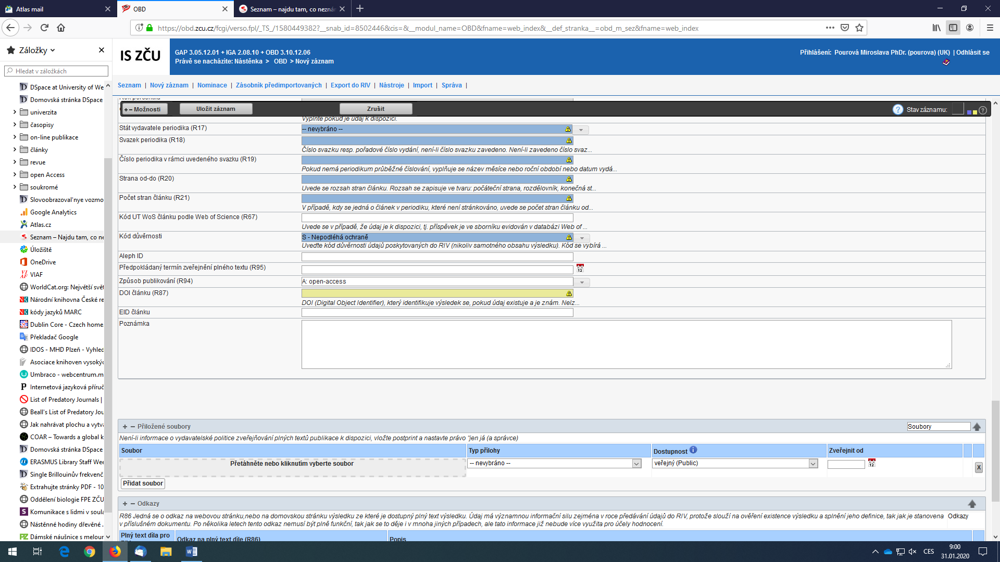 Atlas mail
OBD
Seznam – najdu tam, co nezná
https://obd.zcu.cz/fcgi/verso.fpl/_TS_/1580449382?__snab_id=8502446&cis=&__modul_name=OBD&fname=web_index&__def_stranka__=obd_m_sez&fname=web_index
Záložky
Hledat v záložkách
DSpace at University of We
Domovská stránka DSpace
univerzita
časopisy
on-line publikace
články
revue
open Access
soukromé
Slovoobrazoval'nye vozmo
Google Analytics
Atlas.cz
Seznam – Najdu tam, co ne
Úložiště
OneDrive
VIAF
WorldCat.org: Největší svě
Národní knihovna České re
kódy jazyků MARC
Dublin Core - Czech home
Překladač Google
IDOS - MHD Plzeň - Vyhled
Asociace knihoven vysokýc
Umbraco - webcentrum.m
Internetová jazyková příruč
List of Predatory Journals |
Beall's List of Predatory Jou
Jak nahrávat plochu a vytvá
COAR – Towards a global k
Domovská stránka DSpace
ERASMUS Library Staff Wee
Single Brillouinův frekvenč
Extrahujte stránky PDF - 10
Oddělení biologie FPE ZČU
Komunikace s lidmi v soula
Nástěnné hodiny dřevěné .
Dámské náušnice s melour
IS ZČU
GAP 3.05.12.01 + IGA 2.08.10 + OBD 3.10.12.06
Právě se nacházíte: Nástěnka > OBD > Nový záznam
Přihlášení: Pourová Miroslava PhDr. (pourova) (UK) | Odhlásit se
Seznam | Nový záznam | Nominace | Zásobník předimportovaných | Export do RIV | Nástroje | Import | Správa |
+ − Možnosti
Uložit záznam
Zrušit
Stav záznamu:
Vyplňte pokud je údaj k dispozici.
Stát vydavatele periodika (R17)
-- nevybráno --
Svazek periodika (R18)
Číslo svazku resp. pořadové číslo vydání, není-li číslo svazku zavedeno. Není-li zavedeno číslo svaz...
Číslo periodika v rámci uvedeného svazku (R19)
Pokud nemá periodikum průběžné číslování, vyplňuje se název měsíce nebo roční období nebo datum vydá...
Strana od-do (R20)
Uvede se rozsah stran článku. Rozsah se zapisuje ve tvaru: počáteční strana, rozdělovník, konečná st...
Počet stran článku (R21)
V případě, kdy se jedná o článek v periodiku, které není stránkováno, uvede se počet stran článku od...
Kód UT WoS článku podle Web of Science (R67)
Uvede se v případě, že údaj je k dispozici, tj. příspěvek je ve sborníku evidován v databázi Web of ...
Kód důvěrnosti
S - Nepodléhá ochraně
Uveďte kód důvěrnosti údajů poskytovaných do RIV (nikoliv samotného obsahu výsledku). Kód se vybírá ...
Aleph ID
Předpokládaný termín zveřejnění plného textu (R95)
Způsob publikování (R94)
A: open-access
DOI článku (R87)
DOI (Digital Object Identifier), který identifikuje výsledek se, pokud údaj existuje a je znám. Nelz...
EID článku
Poznámka
+ − Přiložené soubory
Soubory
Není-li informace o vydavatelské politice zveřejňování plných textů publikace k dispozici, vložte postprint a nastavte právo "jen já (a správce)
Soubor
Typ přílohy
Dostupnost
Zveřejnit od
Přetáhněte nebo kliknutím vyberte soubor
-- nevybráno --
veřejný (Public)
12
X
Přidat soubor
+ − Odkazy
R86 Jedná se o odkaz na webovou stránku,nebo na domovskou stránku výsledku ze které je dostupný plný text výsledku. Údaj má významnou informační silu zejména v roce předávání údajů do RIV, protože slouží na ověření existence výsledku a splnění jeho definice, tak jak je stanovena
v příslušném dokumentu. Po několika letech tento odkaz nemusí být plně funkční, tak jak se to děje i v mnoha jiných případech, ale tato informace již nebude více využita pro účely hodnocení.
Odkazy
Plný text díla pro
Odkaz na plný text díle (R86)
Popis
CES
9:00
31.01.2020